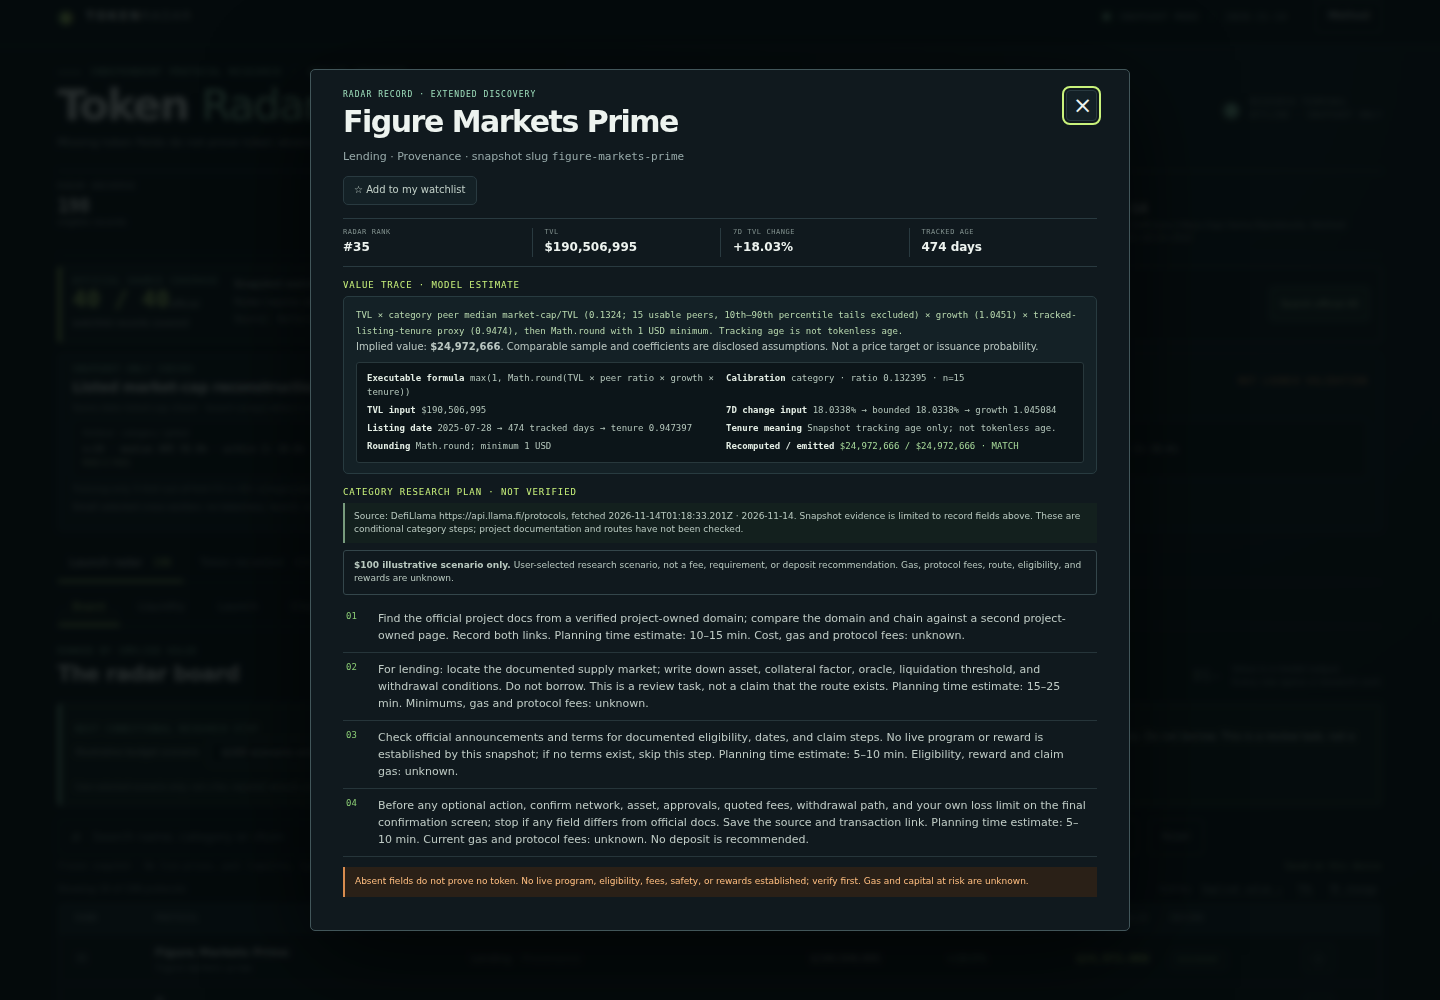 Token Radar
RADAR RECORD · EXTENDED DISCOVERY
Figure Markets Prime
×
Lending · Provenance · snapshot slug figure-markets-prime
☆ Add to my watchlist
RADAR RANK
#35
TVL
$190,506,995
7D TVL CHANGE
+18.03%
TRACKED AGE
474 days
VALUE TRACE · MODEL ESTIMATE
TVL × category peer median market-cap/TVL (0.1324; 15 usable peers, 10th–90th percentile tails excluded) × growth (1.0451) × tracked-
listing-tenure proxy (0.9474), then Math.round with 1 USD minimum. Tracking age is not tokenless age.
Implied value: $24,972,666. Comparable sample and coefficients are disclosed assumptions. Not a price target or issuance probability.
Executable formula max(1, Math.round(TVL × peer ratio × growth ×
tenure))
Calibration category · ratio 0.132395 · n=15
TVL input $190,506,995
7D change input 18.0338% → bounded 18.0338% → growth 1.045084
Listing date 2025-07-28 → 474 tracked days → tenure 0.947397
Tenure meaning Snapshot tracking age only; not tokenless age.
Rounding Math.round; minimum 1 USD
Recomputed / emitted $24,972,666 / $24,972,666 · MATCH
CATEGORY RESEARCH PLAN · NOT VERIFIED
Source: DefiLlama https://api.llama.fi/protocols, fetched 2026-11-14T01:18:33.201Z · 2026-11-14. Snapshot evidence is limited to record fields above. These are
conditional category steps; project documentation and routes have not been checked.
$100 illustrative scenario only. User-selected research scenario, not a fee, requirement, or deposit recommendation. Gas, protocol fees, route, eligibility, and
rewards are unknown.
01
Find the official project docs from a verified project-owned domain; compare the domain and chain against a second project-
owned page. Record both links. Planning time estimate: 10–15 min. Cost, gas and protocol fees: unknown.
02
For lending: locate the documented supply market; write down asset, collateral factor, oracle, liquidation threshold, and
withdrawal conditions. Do not borrow. This is a review task, not a claim that the route exists. Planning time estimate: 15–25
min. Minimums, gas and protocol fees: unknown.
03
Check official announcements and terms for documented eligibility, dates, and claim steps. No live program or reward is
established by this snapshot; if no terms exist, skip this step. Planning time estimate: 5–10 min. Eligibility, reward and claim
gas: unknown.
04
Before any optional action, confirm network, asset, approvals, quoted fees, withdrawal path, and your own loss limit on the final
confirmation screen; stop if any field differs from official docs. Save the source and transaction link. Planning time estimate: 5–
10 min. Current gas and protocol fees: unknown. No deposit is recommended.
Absent fields do not prove no token. No live program, eligibility, fees, safety, or rewards established; verify first. Gas and capital at risk are unknown.
The radar board
Figure Markets Prime